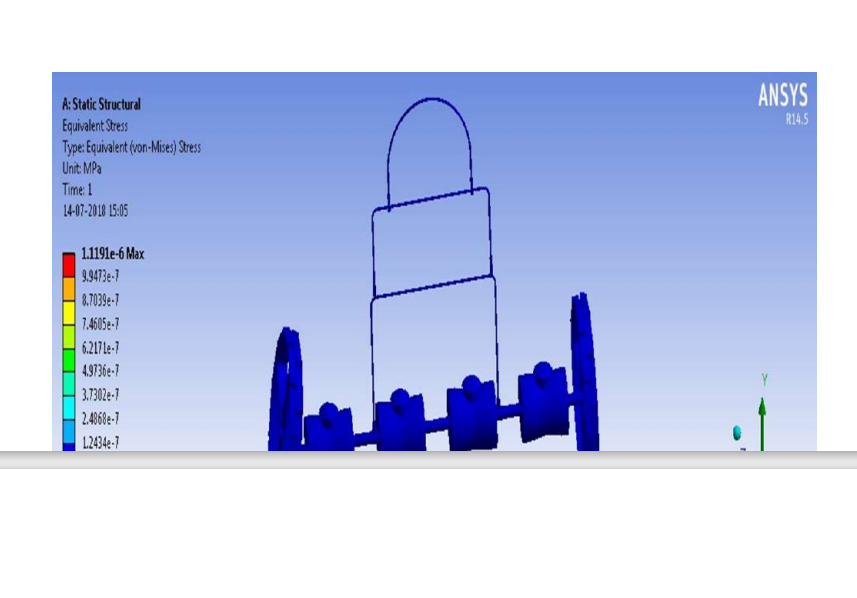 A: Static Structural
Equivalent Stress
Type: Equivalent (von-Mises) Stress
Unit: MPa
Time: 1
14-07-2018 15:05
1.1191e-6 Max
9.9473e-7
8.7039e-7
7.4605e-7
6.2171e-7
4.9736e-7
3.7302e-7
2.4868e-7
1.2434e-7
ANSYS
R14.5
Y